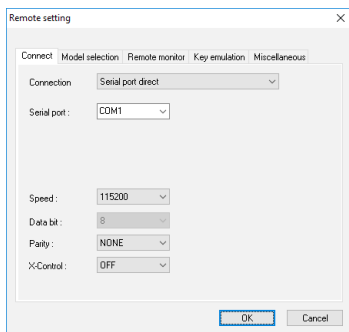 Remote setting
Connect Model selection Remote monitor Key emulation Miscellaneous
Connection Serial port direct
Serial port : COM1
Speed : 115200
Data bit : 8
Parity : NONE
X-Control : OFF
OK Cancel